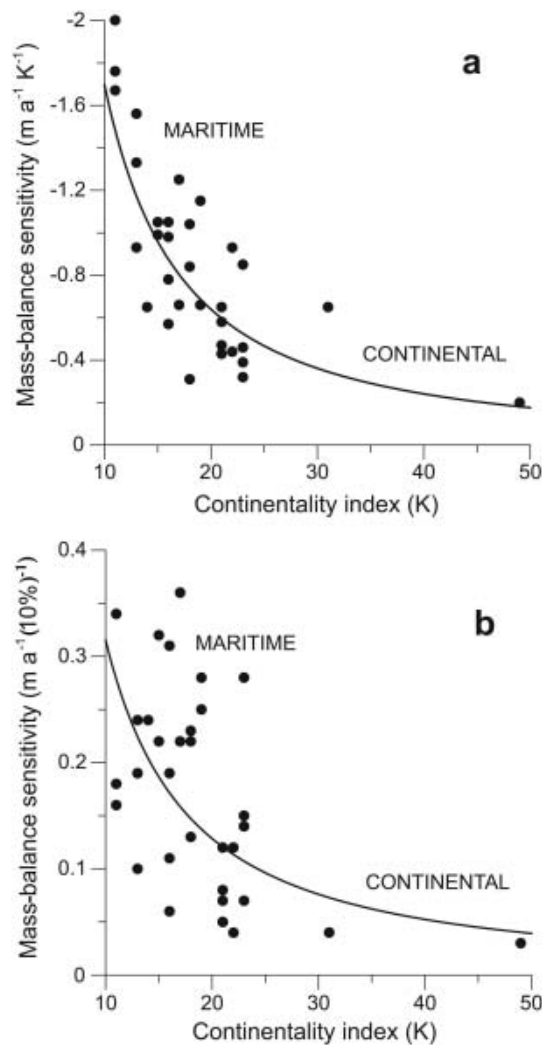 a
-2
-1.6
-1.2
-0.8
-0.4
0
Mass-balance sensitivity (m a⁻¹ K⁻¹)
MARITIME
CONTINENTAL
10 20 30 40 50
Continentality index (K)
b
0.4
0.3
0.2
0.1
0
Mass-balance sensitivity (m a⁻¹ (10%)⁻¹)
MARITIME
CONTINENTAL
10 20 30 40 50
Continentality index (K)